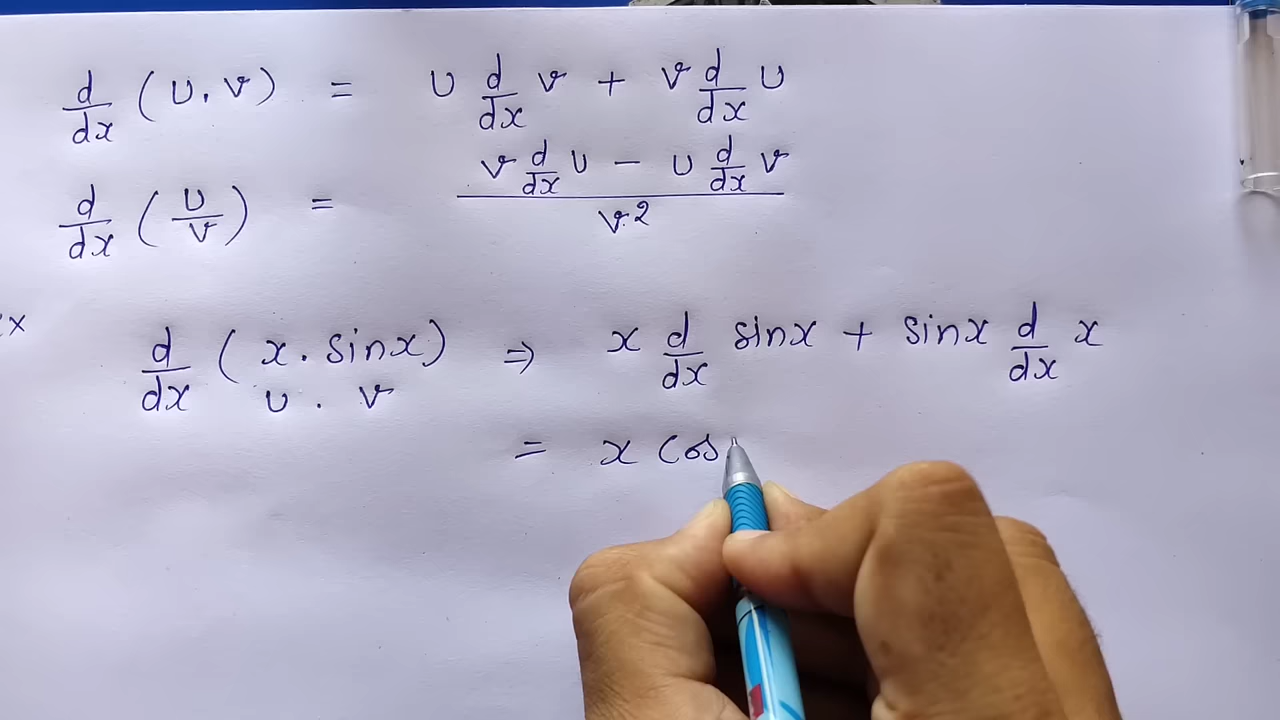 d/dx (U.V) = U d/dx V + V d/dx U
d/dx (U/V) = (V d/dx U - U d/dx V)/V²
d/dx (x. sinx) ⇒ x d/dx sinx + sinx d/dx x
U . V
= x Cos